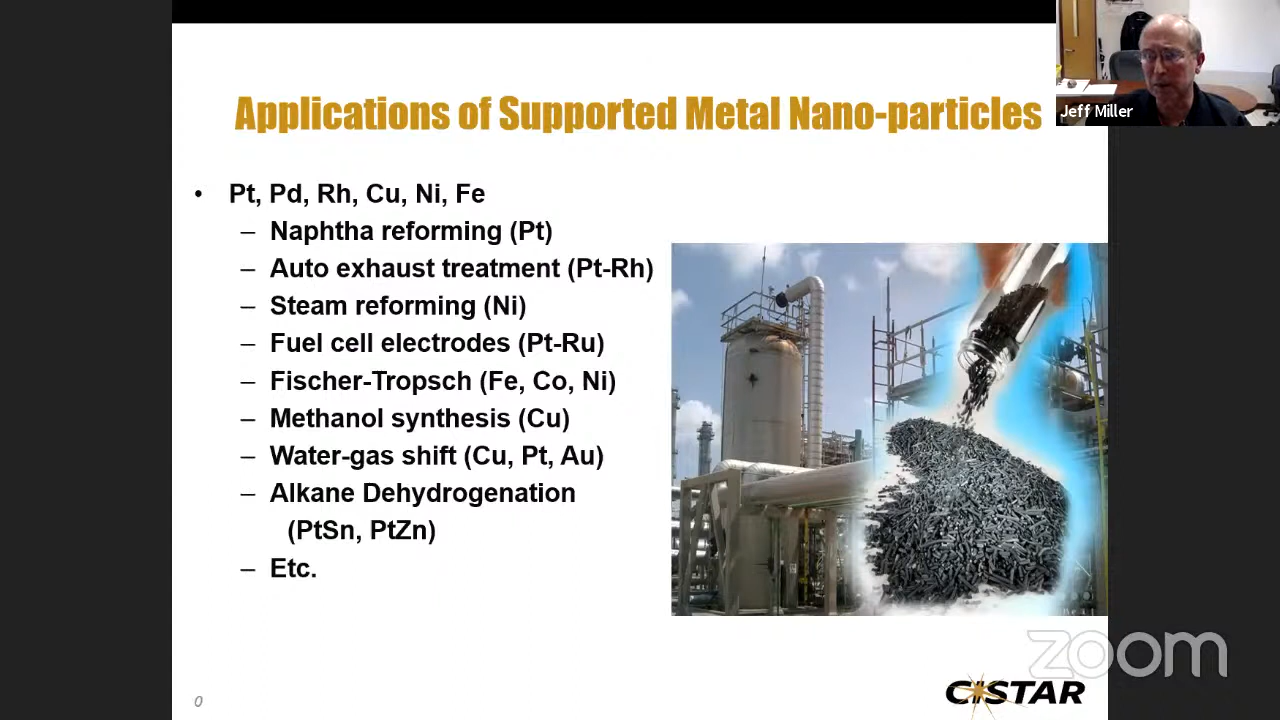 Applications of Supported Metal Nano-particles
Jeff Miller
• Pt, Pd, Rh, Cu, Ni, Fe
– Naphtha reforming (Pt)
– Auto exhaust treatment (Pt-Rh)
– Steam reforming (Ni)
– Fuel cell electrodes (Pt-Ru)
– Fischer-Tropsch (Fe, Co, Ni)
– Methanol synthesis (Cu)
– Water-gas shift (Cu, Pt, Au)
– Alkane Dehydrogenation
(PtSn, PtZn)
– Etc.
zoom
0
CISTAR